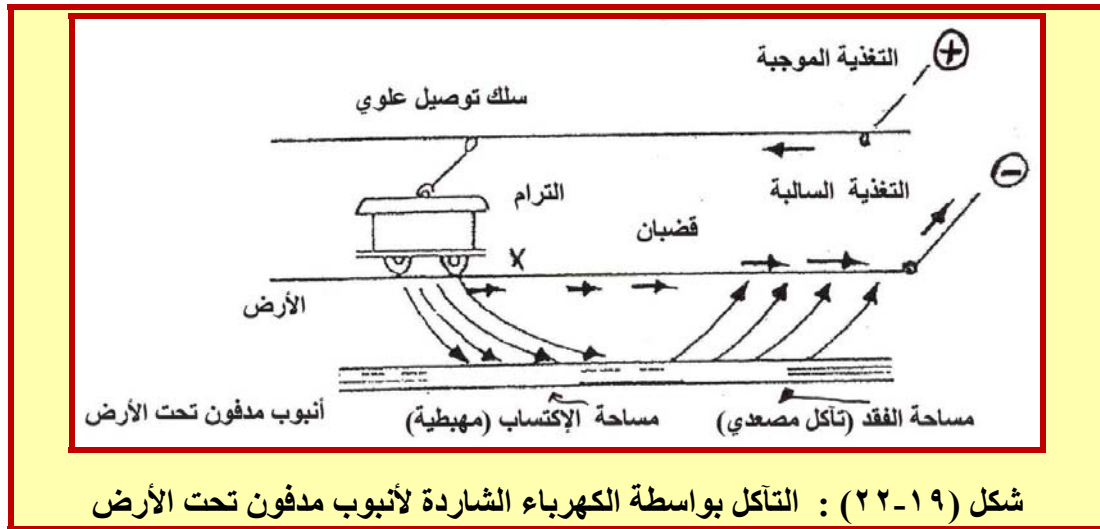 التغذية الموجبة
+
سلك توصيل علوي
التغذية السالبة
−
الترام
قضبان
X
الأرض
مساحة الفقد (تآكل مصعدي)
مساحة الإكتساب (مهبطية)
أنبوب مدفون تحت الأرض
شكل (١٩-٢٢) : التآكل بواسطة الكهرباء الشاردة لأنبوب مدفون تحت الأرض